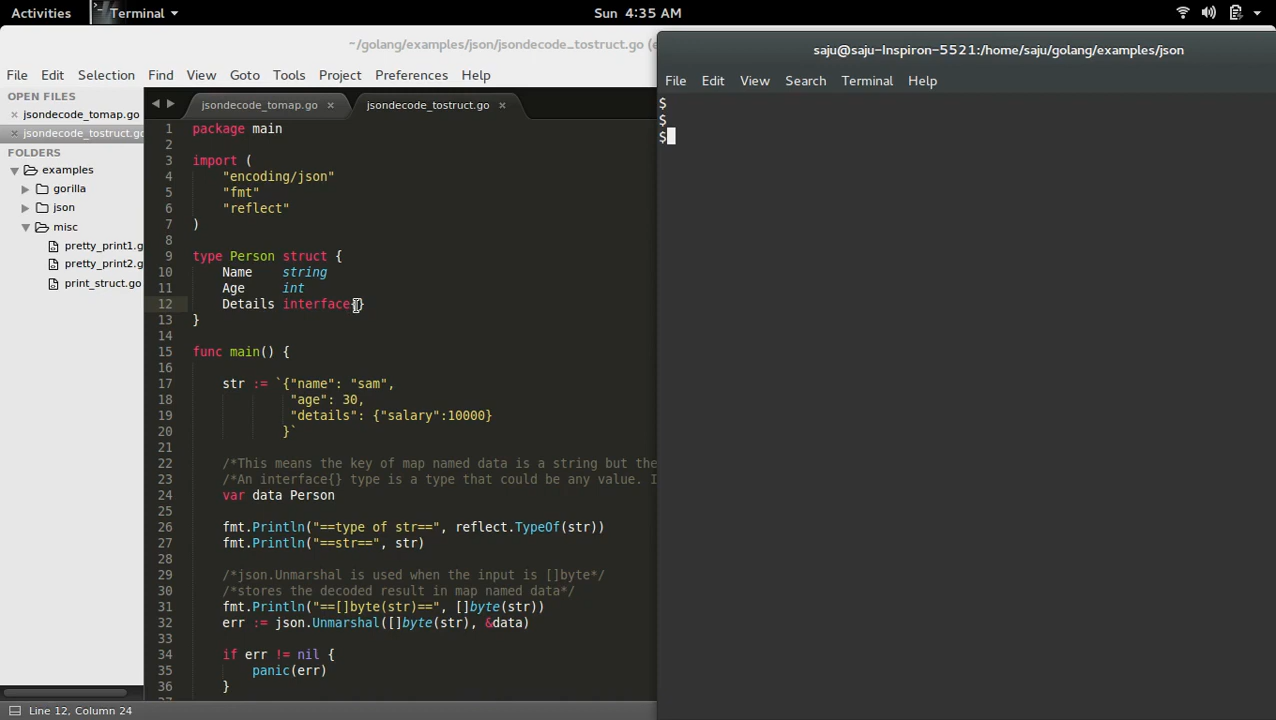 Activities Terminal Sun 4:35 AM
~/golang/examples/json/jsondecode_tostruct.go (e
File Edit Selection Find View Goto Tools Project Preferences Help
OPEN FILES
jsondecode_tomap.go
jsondecode_tostruct.go
FOLDERS
examples
gorilla
json
misc
pretty_print1.g
pretty_print2.g
print_struct.go
jsondecode_tomap.go jsondecode_tostruct.go
1 package main
2
3 import (
4 "encoding/json"
5 "fmt"
6 "reflect"
7 )
8
9 type Person struct {
10 Name string
11 Age int
12 Details interface{}
13 }
14
15 func main() {
16
17 str := `{"name": "sam",
18 "age": 30,
19 "details": {"salary":10000}
20 }`
21
22 /*This means the key of map named data is a string but the
23 /*An interface{} type is a type that could be any value. I
24 var data Person
25
26 fmt.Println("==type of str==", reflect.TypeOf(str))
27 fmt.Println("==str==", str)
28
29 /*json.Unmarshal is used when the input is []byte*/
30 /*stores the decoded result in map named data*/
31 fmt.Println("==[]byte(str)==", []byte(str))
32 err := json.Unmarshal([]byte(str), &data)
33
34 if err != nil {
35 panic(err)
36 }
Line 12, Column 24
saju@saju-Inspiron-5521:/home/saju/golang/examples/json
File Edit View Search Terminal Help
$
$
$